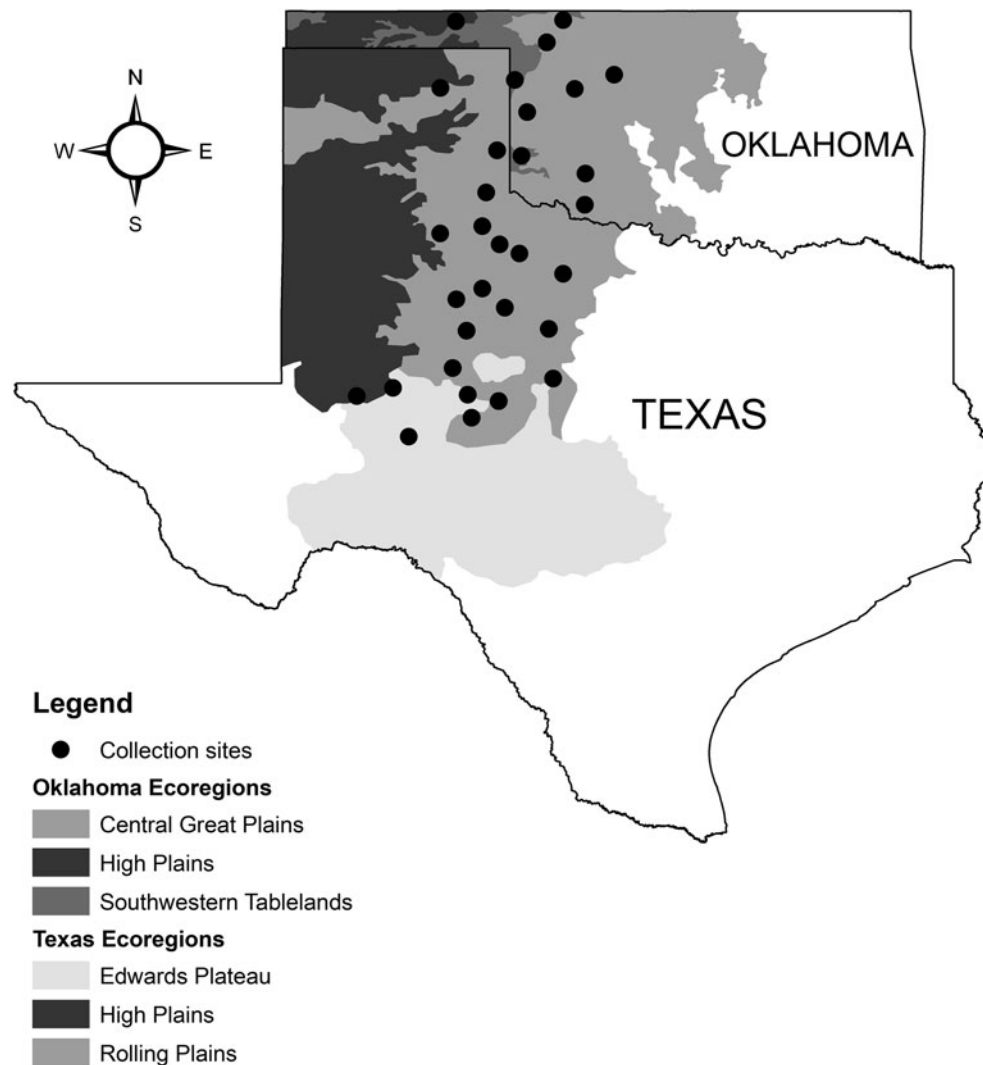 N
W E
S
OKLAHOMA
TEXAS
Legend
Collection sites
Oklahoma Ecoregions
Central Great Plains
High Plains
Southwestern Tablelands
Texas Ecoregions
Edwards Plateau
High Plains
Rolling Plains